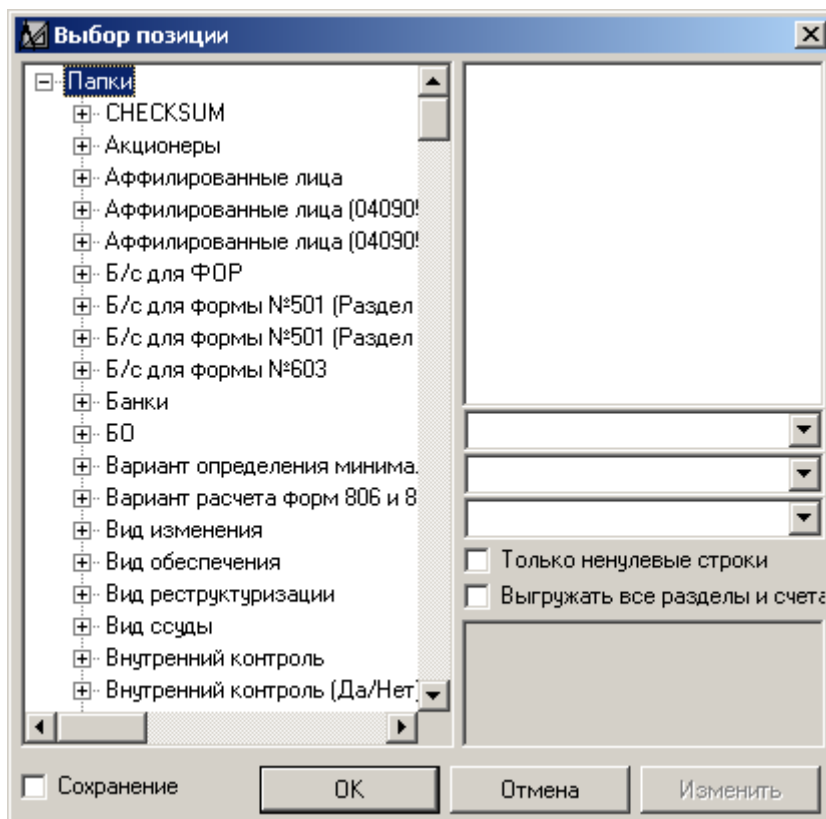 Выбор позиции
Папки
CHECKSUM
Акционеры
Аффилированные лица
Аффилированные лица (040905
Аффилированные лица (040905
Б/с для ФОР
Б/с для формы №501 (Раздел
Б/с для формы №501 (Раздел
Б/с для формы №603
Банки
БО
Вариант определения минима
Вариант расчета форм 806 и 8
Вид изменения
Вид обеспечения
Вид реструктуризации
Вид ссуды
Внутренний контроль
Внутренний контроль (Да/Нет)
Только ненулевые строки
Выгружать все разделы и счета
Сохранение
OK
Отмена
Изменить